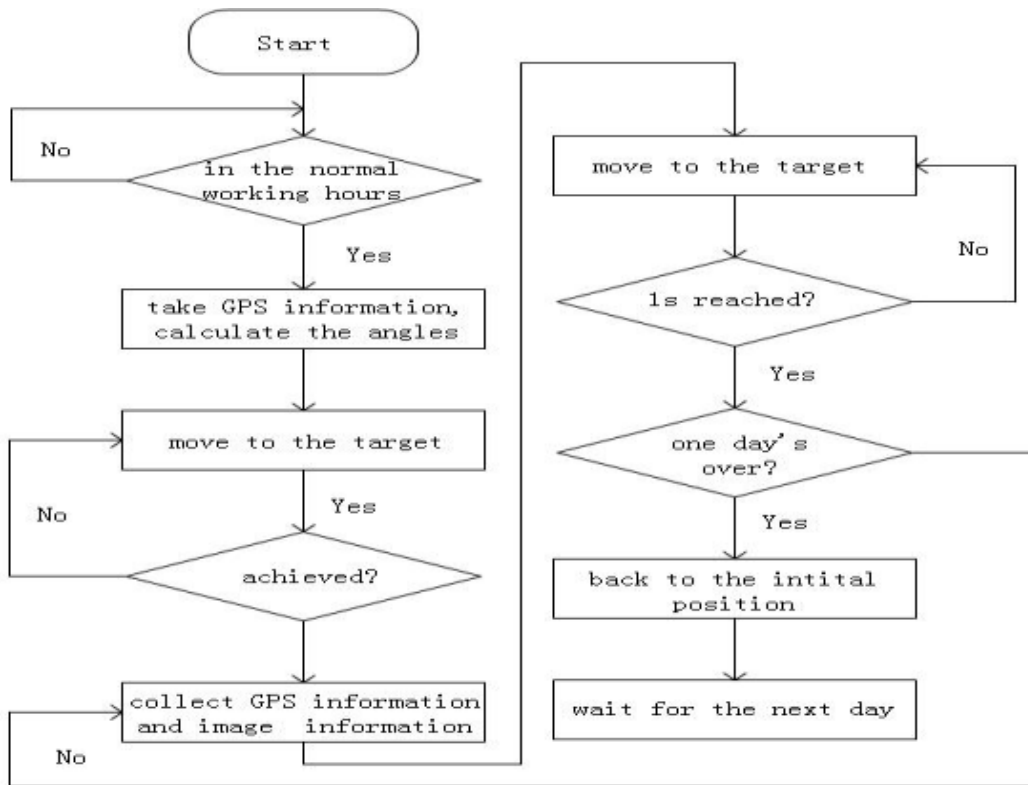 Start
No
in the normal
working hours
Yes
take GPS information,
calculate the angles
move to the target
No
Yes
achieved?
collect GPS information
and image information
No
move to the target
No
1s reached?
Yes
one day's
over?
Yes
back to the intital
position
wait for the next day